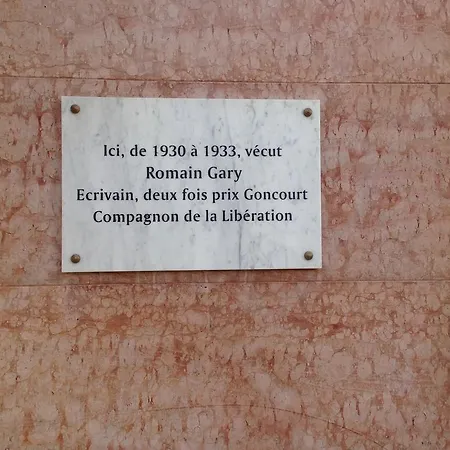 Ici, de 1930 à 1933, vécut
Romain Gary
Ecrivain, deux fois prix Goncourt
Compagnon de la Libération